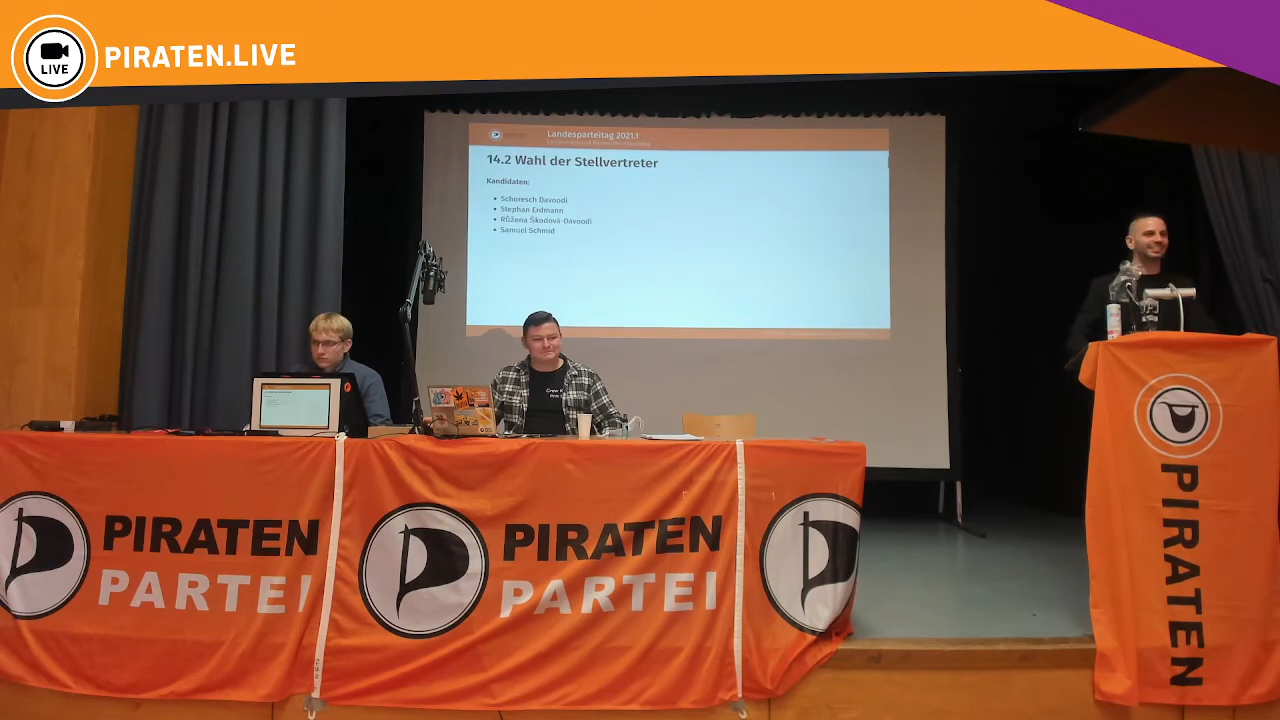 LIVE
PIRATEN.LIVE
Landesparteitag 2021.1
14.2 Wahl der Stellvertreter
Kandidaten:
• Schoresch Davoodi
• Stephan Erdmann
• Růžena Škodová-Davoodi
• Samuel Schmid
PIRATEN
PARTEI
PIRATEN
PARTEI
PIRATEN